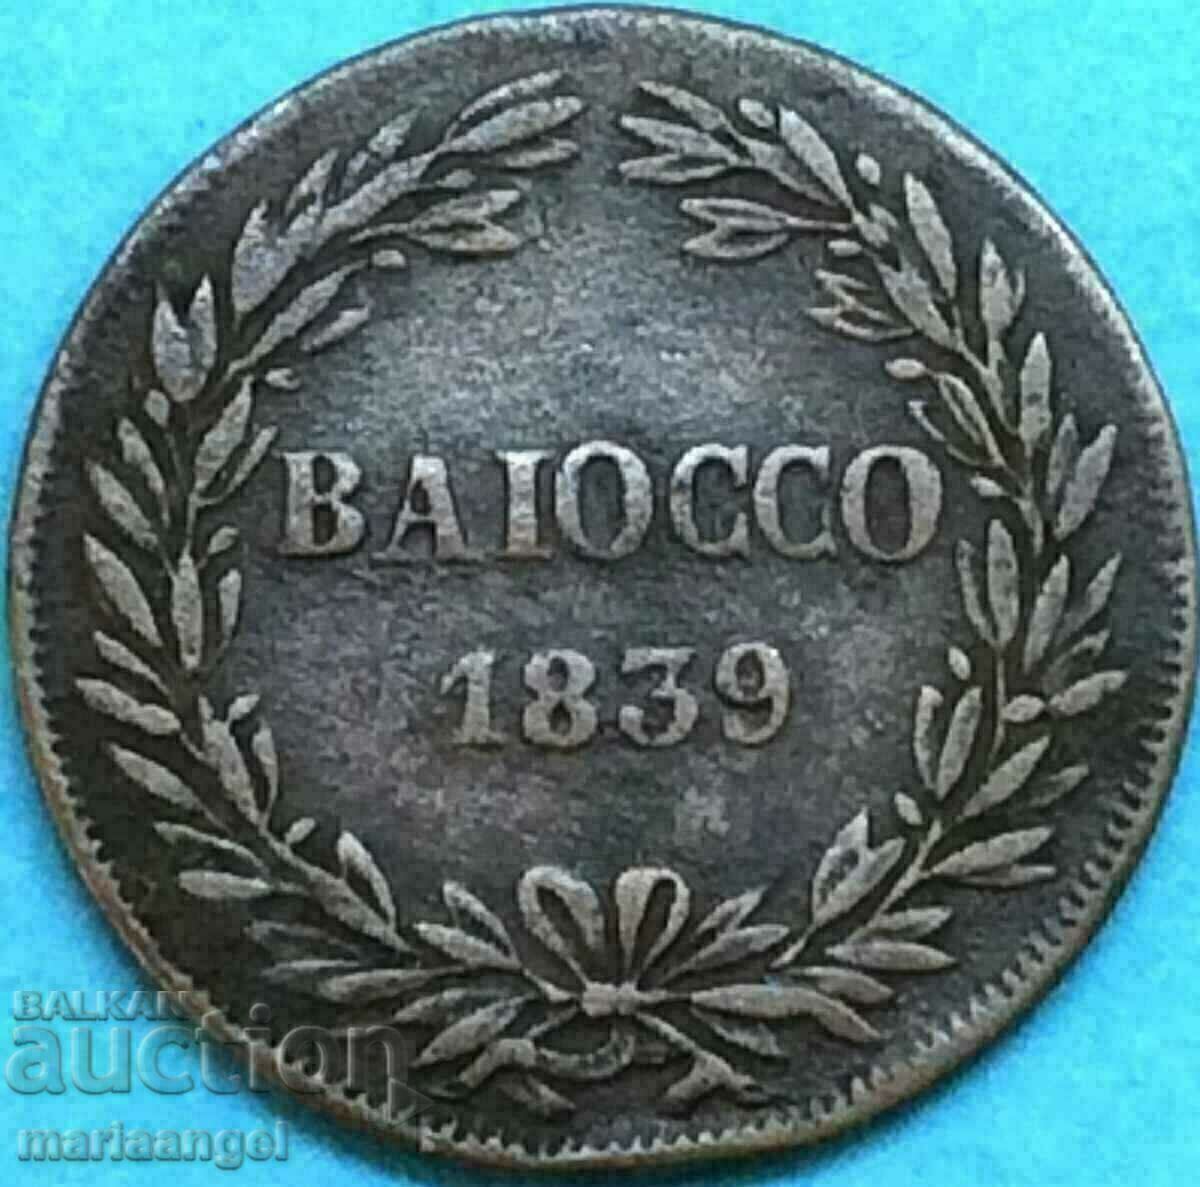 BAIOCCO
1839
BALKAN
auction
mariaangel